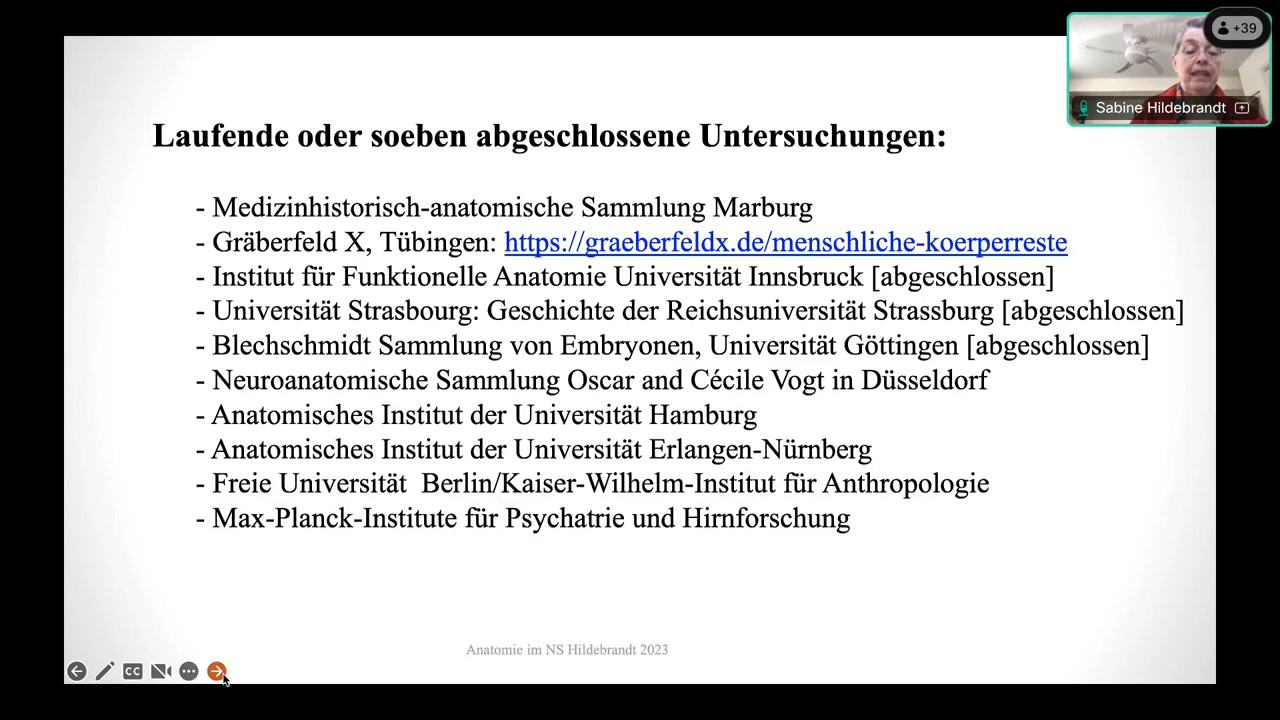 +39
Sabine Hildebrandt
Laufende oder soeben abgeschlossene Untersuchungen:
- Medizinhistorisch-anatomische Sammlung Marburg
- Gräberfeld X, Tübingen: https://graeberfeldx.de/menschliche-koerperreste
- Institut für Funktionelle Anatomie Universität Innsbruck [abgeschlossen]
- Universität Strasbourg: Geschichte der Reichsuniversität Strassburg [abgeschlossen]
- Blechschmidt Sammlung von Embryonen, Universität Göttingen [abgeschlossen]
- Neuroanatomische Sammlung Oscar and Cécile Vogt in Düsseldorf
- Anatomisches Institut der Universität Hamburg
- Anatomisches Institut der Universität Erlangen-Nürnberg
- Freie Universität  Berlin/Kaiser-Wilhelm-Institut für Anthropologie
- Max-Planck-Institute für Psychatrie und Hirnforschung
Anatomie im NS Hildebrandt 2023
CC